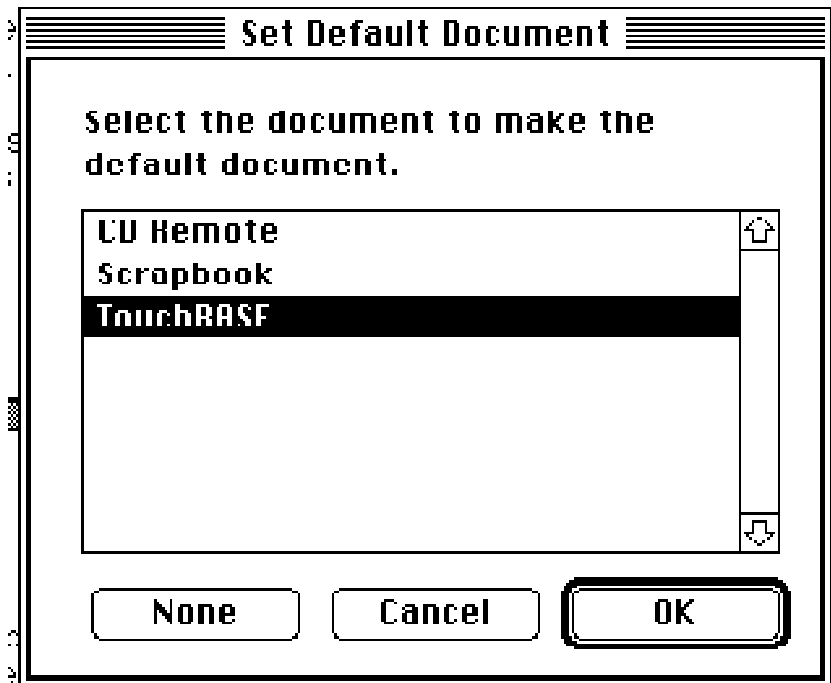 Set Default Document
Select the document to make the
default document.
CD Remote
Scrapbook
TouchBASE
None
Cancel
OK